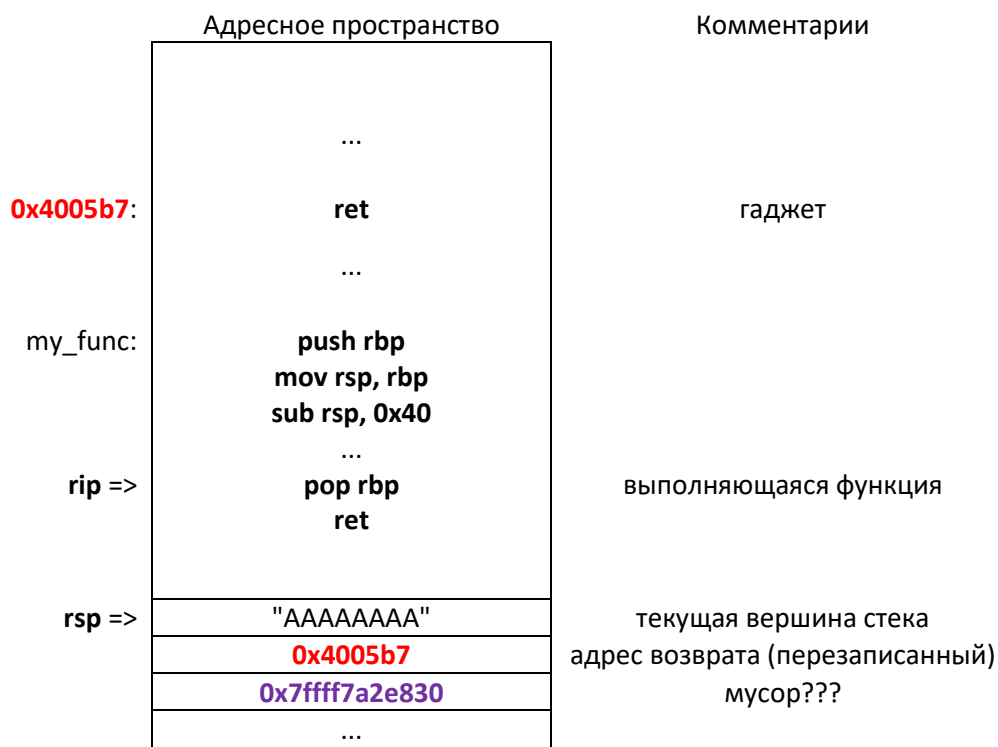 Адресное пространство Комментарии
...
0x4005b7: ret гаджет
...
my_func: push rbp
mov rsp, rbp
sub rsp, 0x40
...
rip => pop rbp выполняющаяся функция
ret
rsp => "AAAAAAAA" текущая вершина стека
0x4005b7 адрес возврата (перезаписанный)
0x7ffff7a2e830 мусор???
...